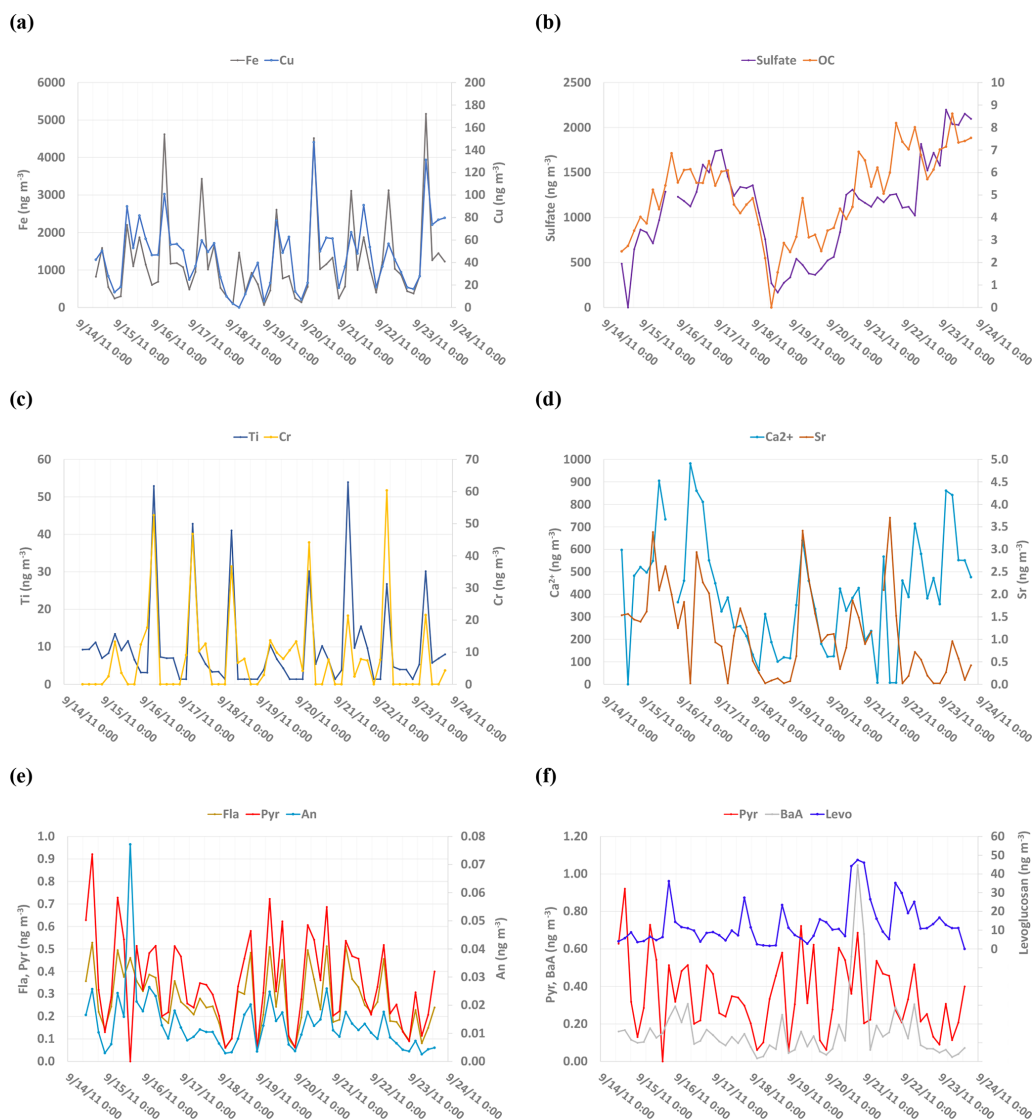 (a)
Fe Cu
6000 200
180
5000 160
4000 140
120
3000 100
80
2000 60
1000 40
20
0 0
Fe (ng m-3)
Cu (ng m-3)
9/14/11 0:00 9/15/11 0:00 9/16/11 0:00 9/17/11 0:00 9/18/11 0:00 9/19/11 0:00 9/20/11 0:00 9/21/11 0:00 9/22/11 0:00 9/23/11 0:00 9/24/11 0:00
(b)
Sulfate OC
2500 10
9
2000 8
7
1500 6
5
1000 4
3
500 2
1
0 0
Sulfate (ng m-3)
9/14/11 0:00 9/15/11 0:00 9/16/11 0:00 9/17/11 0:00 9/18/11 0:00 9/19/11 0:00 9/20/11 0:00 9/21/11 0:00 9/22/11 0:00 9/23/11 0:00 9/24/11 0:00
(c)
Ti Cr
60 70
50 60
40 50
30 40
20 30
10 20
0 10
0
Ti (ng m-3)
Cr (ng m-3)
9/14/11 0:00 9/15/11 0:00 9/16/11 0:00 9/17/11 0:00 9/18/11 0:00 9/19/11 0:00 9/20/11 0:00 9/21/11 0:00 9/22/11 0:00 9/23/11 0:00 9/24/11 0:00
(d)
Ca2+ Sr
1000 5.0
900 4.5
800 4.0
700 3.5
600 3.0
500 2.5
400 2.0
300 1.5
200 1.0
100 0.5
0 0.0
Ca2+ (ng m-3)
Sr (ng m-3)
9/14/11 0:00 9/15/11 0:00 9/16/11 0:00 9/17/11 0:00 9/18/11 0:00 9/19/11 0:00 9/20/11 0:00 9/21/11 0:00 9/22/11 0:00 9/23/11 0:00 9/24/11 0:00
(e)
Fla Pyr An
1.0 0.08
0.9 0.07
0.8 0.06
0.7 0.05
0.6 0.04
0.5 0.03
0.4 0.02
0.3 0.01
0.2 0.00
0.1
0.0
Fla, Pyr (ng m-3)
An (ng m-3)
9/14/11 0:00 9/15/11 0:00 9/16/11 0:00 9/17/11 0:00 9/18/11 0:00 9/19/11 0:00 9/20/11 0:00 9/21/11 0:00 9/22/11 0:00 9/23/11 0:00 9/24/11 0:00
(f)
Pyr BaA Levo
1.20 60
1.00 50
0.80 40
0.60 30
0.40 20
0.20 10
0.00 0
Pyr, BaA (ng m-3)
Levoglucosan (ng m-3)
9/14/11 0:00 9/15/11 0:00 9/16/11 0:00 9/17/11 0:00 9/18/11 0:00 9/19/11 0:00 9/20/11 0:00 9/21/11 0:00 9/22/11 0:00 9/23/11 0:00 9/24/11 0:00